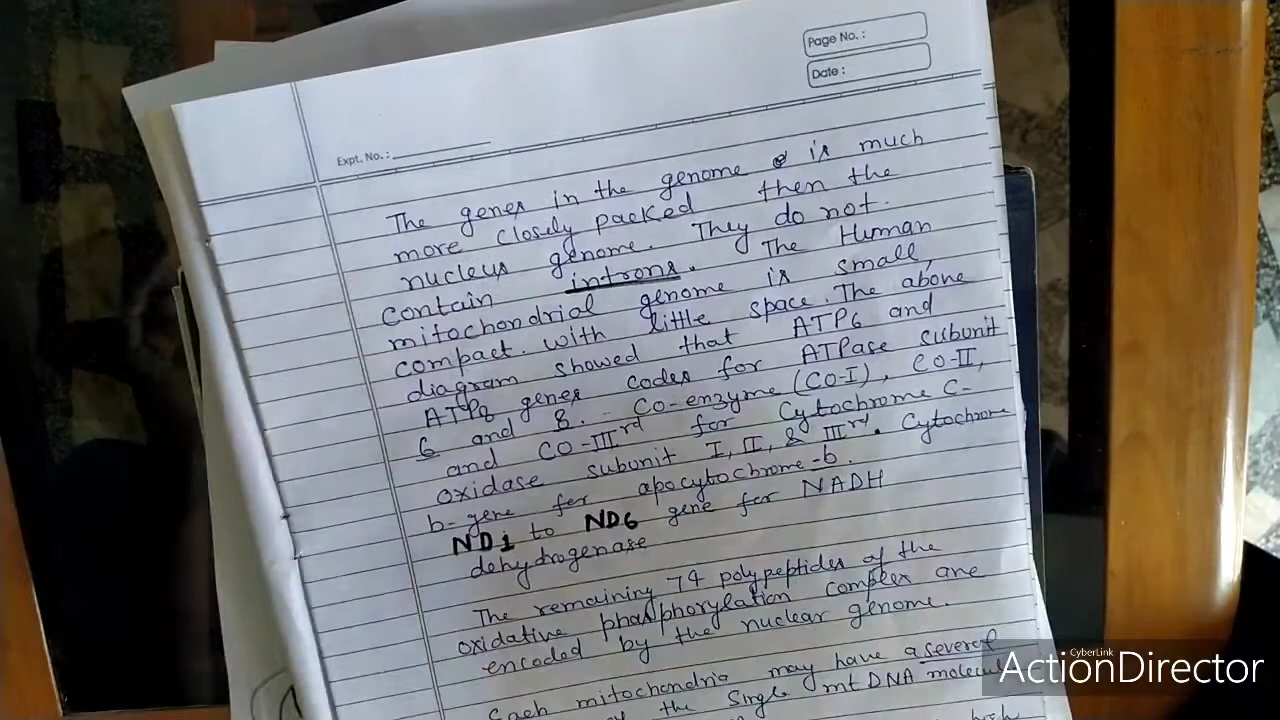 Page No. :
Date :
Expt. No. :
The genes in the genome is much
more closely packed then the
nucleus genome. They do not.
contain introns. The Human
mitochondrial genome is small,
compact. with little space. The above
diagram showed that ATP6 and
ATP8 genes codes for ATPase subunit
6 and 8. - Co-enzyme (CO-I), CO-II,
and CO-IIIrd for Cytochrome C-
oxidase subunit I, II, & IIIrd. Cytochrome
b-gene for apocytochrome-b.
ND1 to ND6 gene for NADH
dehydrogenase
The remaining 74 polypeptides of the
oxidative phosphorylation complex are
encoded by the nuclear genome.
Each mitochondria may have a several
the single mt DNA
high
CyberLink
ActionDirector